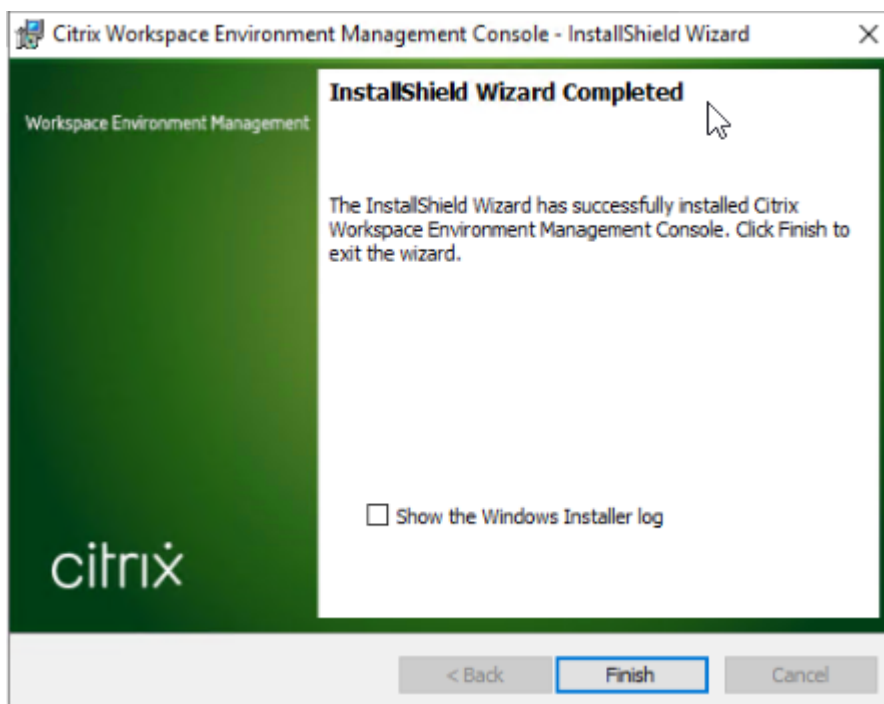 Citrix Workspace Environment Management Console - InstallShield Wizard
Workspace Environment Management
InstallShield Wizard Completed
The InstallShield Wizard has successfully installed Citrix
Workspace Environment Management Console. Click Finish to
exit the wizard.
Show the Windows Installer log
citrix
< Back
Finish
Cancel